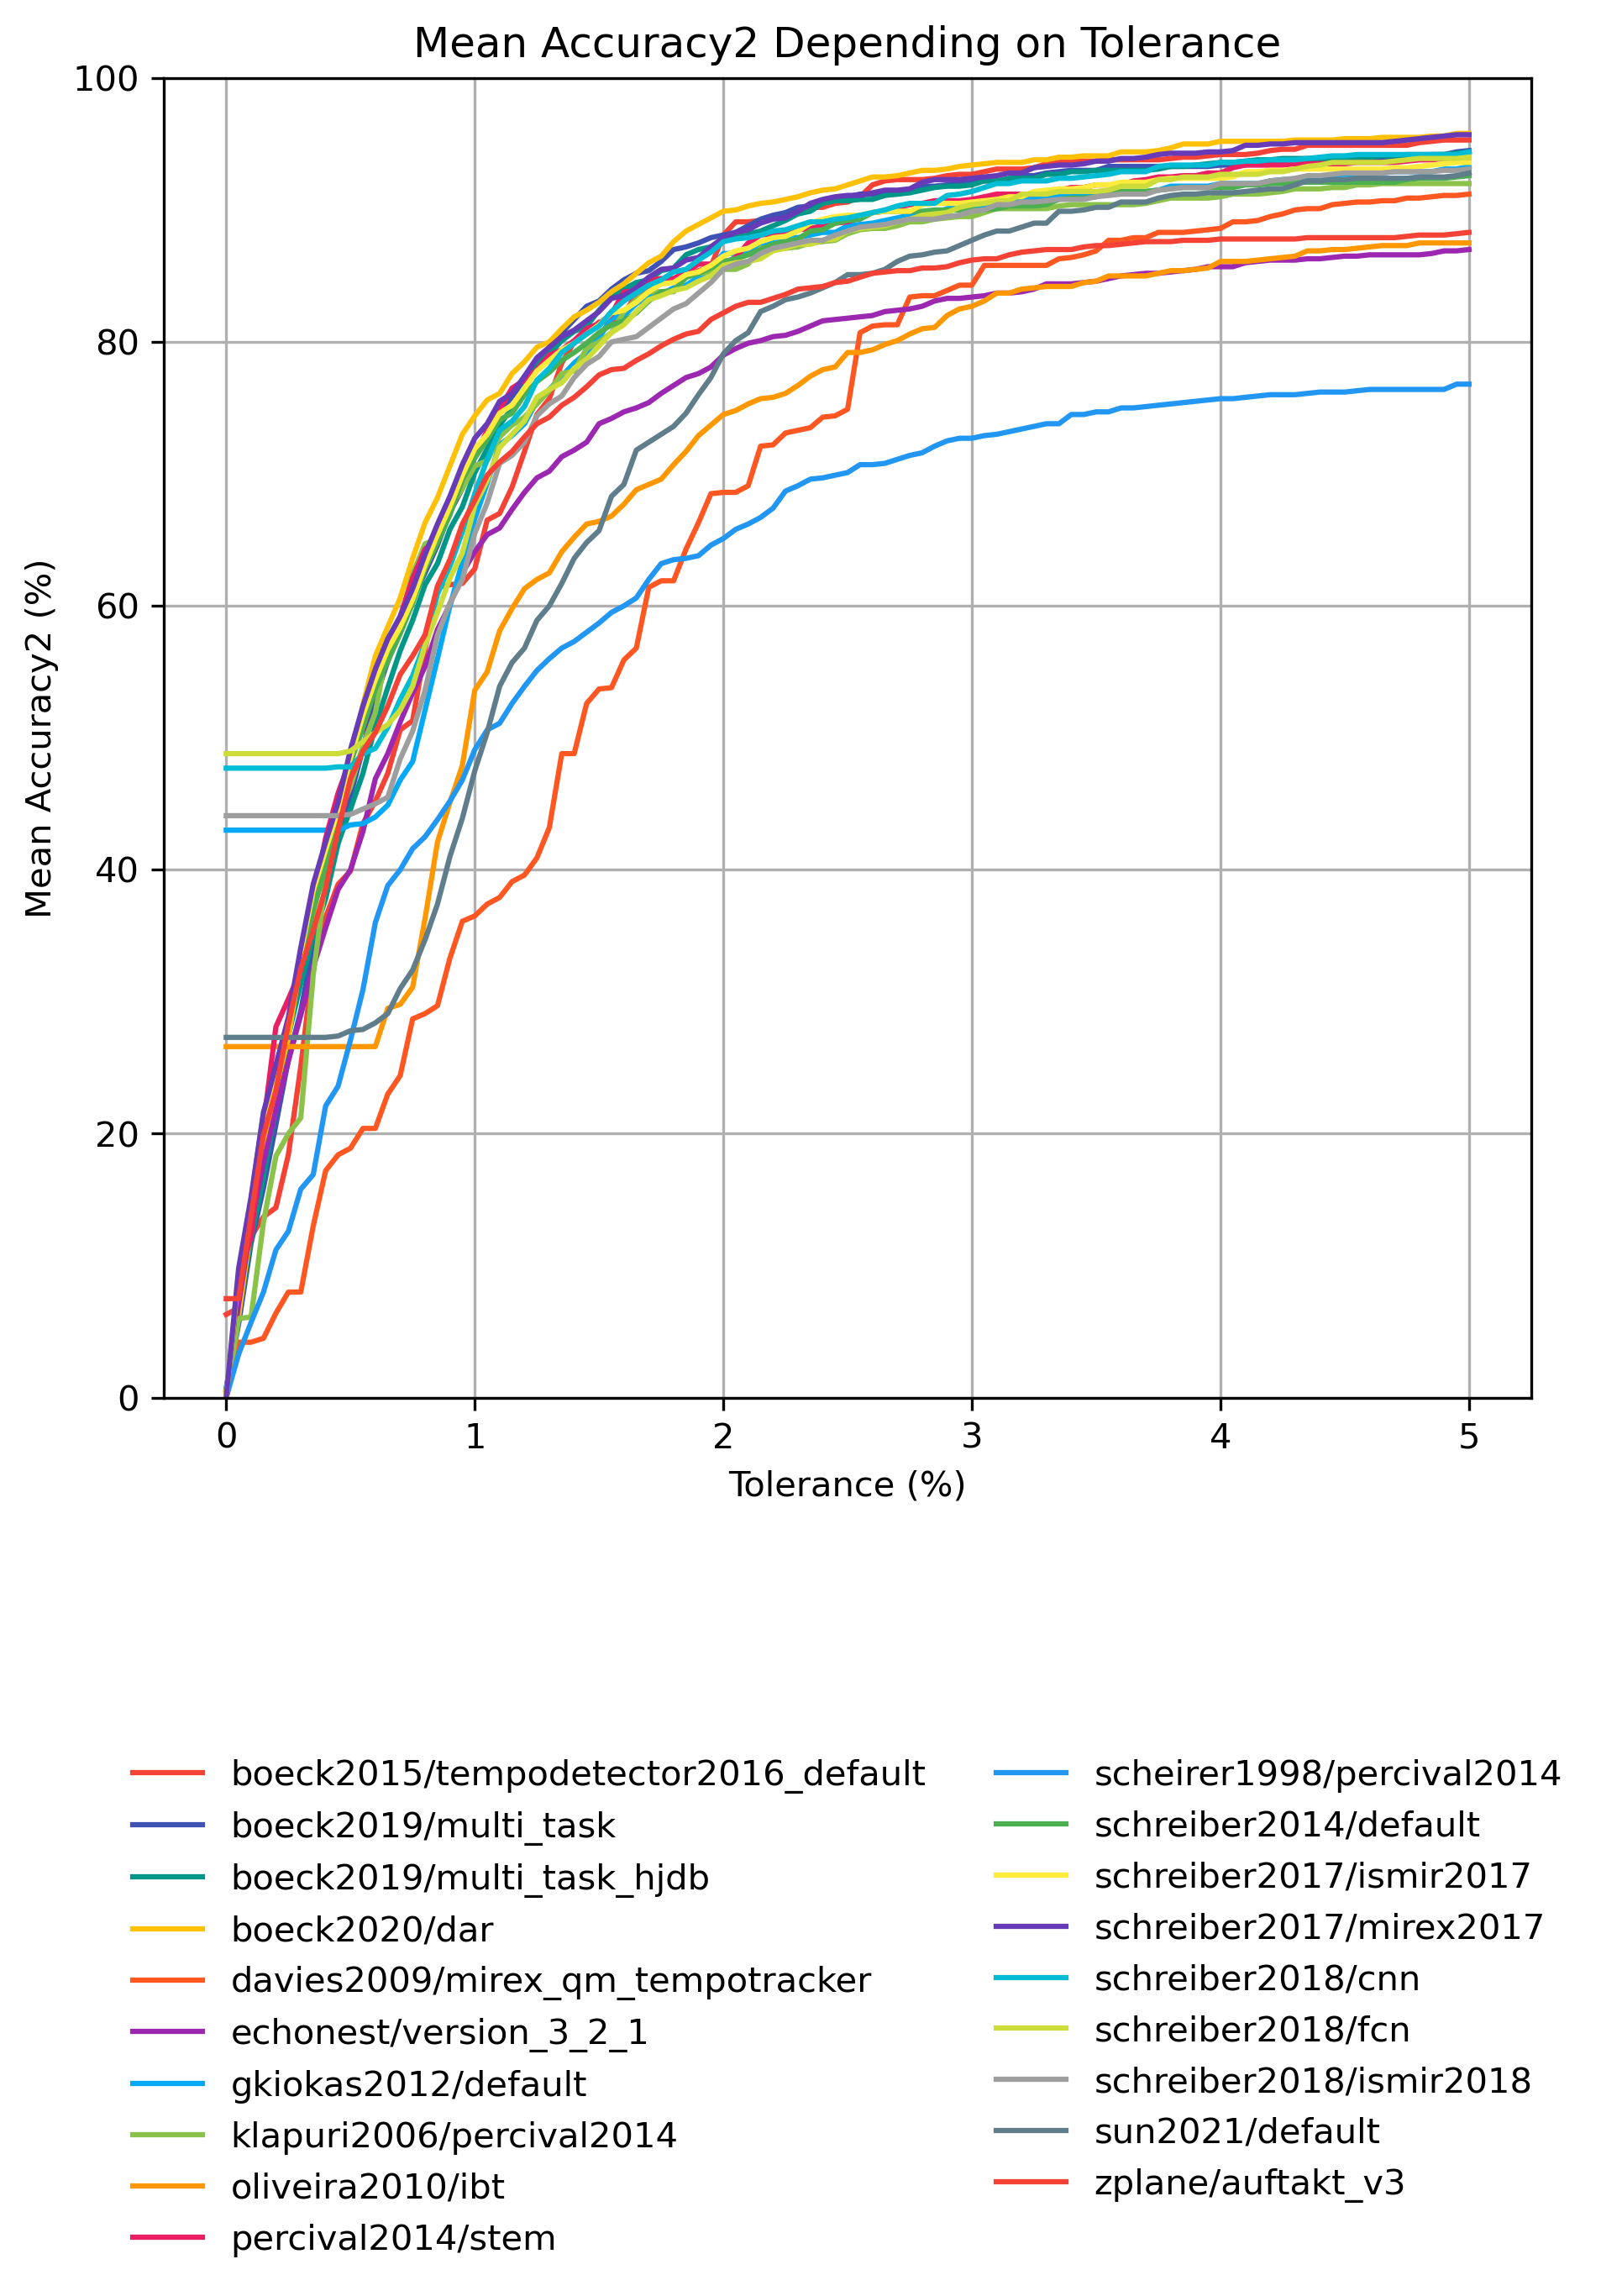 Mean Accuracy2 Depending on Tolerance
100
80
60
40
20
0
Mean Accuracy2 (%)
0 1 2 3 4 5
Tolerance (%)
boeck2015/tempodetector2016_default
boeck2019/multi_task
boeck2019/multi_task_hjdb
boeck2020/dar
davies2009/mirex_qm_tempotracker
echonest/version_3_2_1
gkiokas2012/default
klapuri2006/percival2014
oliveira2010/ibt
percival2014/stem
scheirer1998/percival2014
schreiber2014/default
schreiber2017/ismir2017
schreiber2017/mirex2017
schreiber2018/cnn
schreiber2018/fcn
schreiber2018/ismir2018
sun2021/default
zplane/auftakt_v3